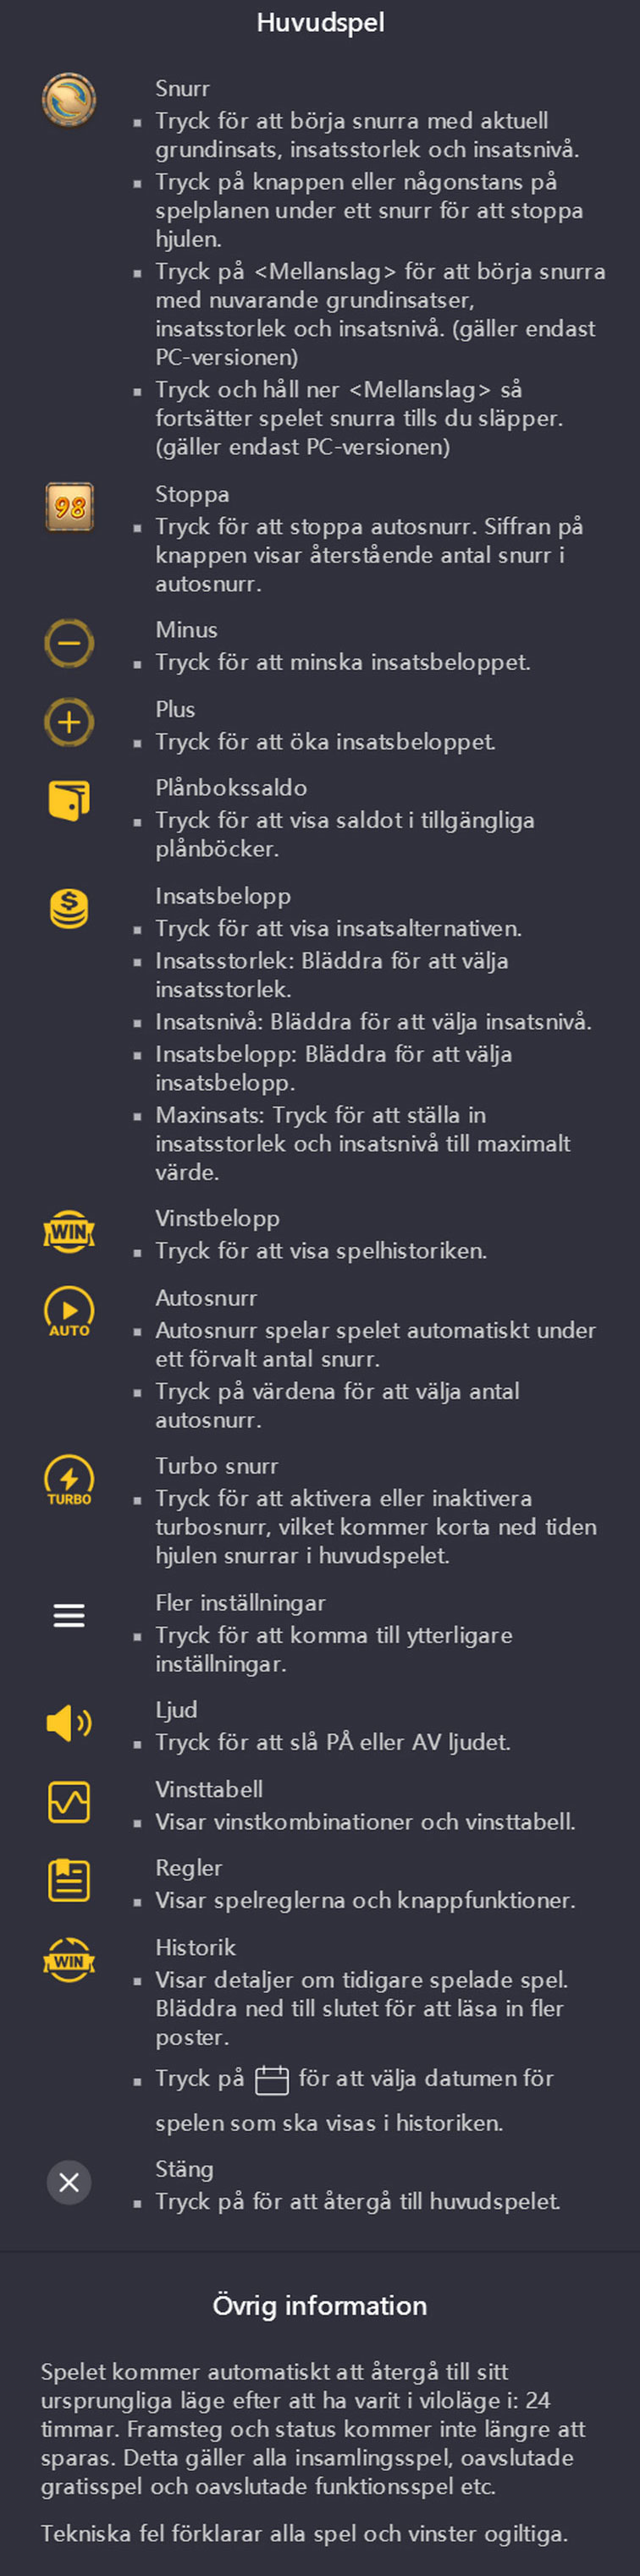 Huvudspel
Snurr
▪ Tryck för att börja snurra med aktuell
grundinsats, insatsstorlek och insatsnivå.
▪ Tryck på knappen eller någonstans på
spelplanen under ett snurr för att stoppa
hjulen.
▪ Tryck på <Mellanslag> för att börja snurra
med nuvarande grundinsatser,
insatsstorlek och insatsnivå. (gäller endast
PC-versionen)
▪ Tryck och håll ner <Mellanslag> så
fortsätter spelet snurra tills du släpper.
(gäller endast PC-versionen)
98
Stoppa
▪ Tryck för att stoppa autosnurr. Siffran på
knappen visar återstående antal snurr i
autosnurr.
Minus
▪ Tryck för att minska insatsbeloppet.
Plus
▪ Tryck för att öka insatsbeloppet.
Plånbokssaldo
▪ Tryck för att visa saldot i tillgängliga
plånböcker.
$
Insatsbelopp
▪ Tryck för att visa insatsalternativen.
▪ Insatsstorlek: Bläddra för att välja
insatsstorlek.
▪ Insatsnivå: Bläddra för att välja insatsnivå.
▪ Insatsbelopp: Bläddra för att välja
insatsbelopp.
▪ Maxinsats: Tryck för att ställa in
insatsstorlek och insatsnivå till maximalt
värde.
WIN
Vinstbelopp
▪ Tryck för att visa spelhistoriken.
AUTO
Autosnurr
▪ Autosnurr spelar spelet automatiskt under
ett förvalt antal snurr.
▪ Tryck på värdena för att välja antal
autosnurr.
TURBO
Turbo snurr
▪ Tryck för att aktivera eller inaktivera
turbosnurr, vilket kommer korta ned tiden
hjulen snurrar i huvudspelet.
Fler inställningar
▪ Tryck för att komma till ytterligare
inställningar.
Ljud
▪ Tryck för att slå PÅ eller AV ljudet.
Vinsttabell
▪ Visar vinstkombinationer och vinsttabell.
Regler
▪ Visar spelreglerna och knappfunktioner.
WIN
Historik
▪ Visar detaljer om tidigare spelade spel.
Bläddra ned till slutet för att läsa in fler
poster.
▪ Tryck på för att välja datumen för
spelen som ska visas i historiken.
Stäng
▪ Tryck på för att återgå till huvudspelet.
Övrig information
Spelet kommer automatiskt att återgå till sitt
ursprungliga läge efter att ha varit i viloläge i: 24
timmar. Framsteg och status kommer inte längre att
sparas. Detta gäller alla insamlingsspel, oavslutade
gratisspel och oavslutade funktionsspel etc.
Tekniska fel förklarar alla spel och vinster ogiltiga.